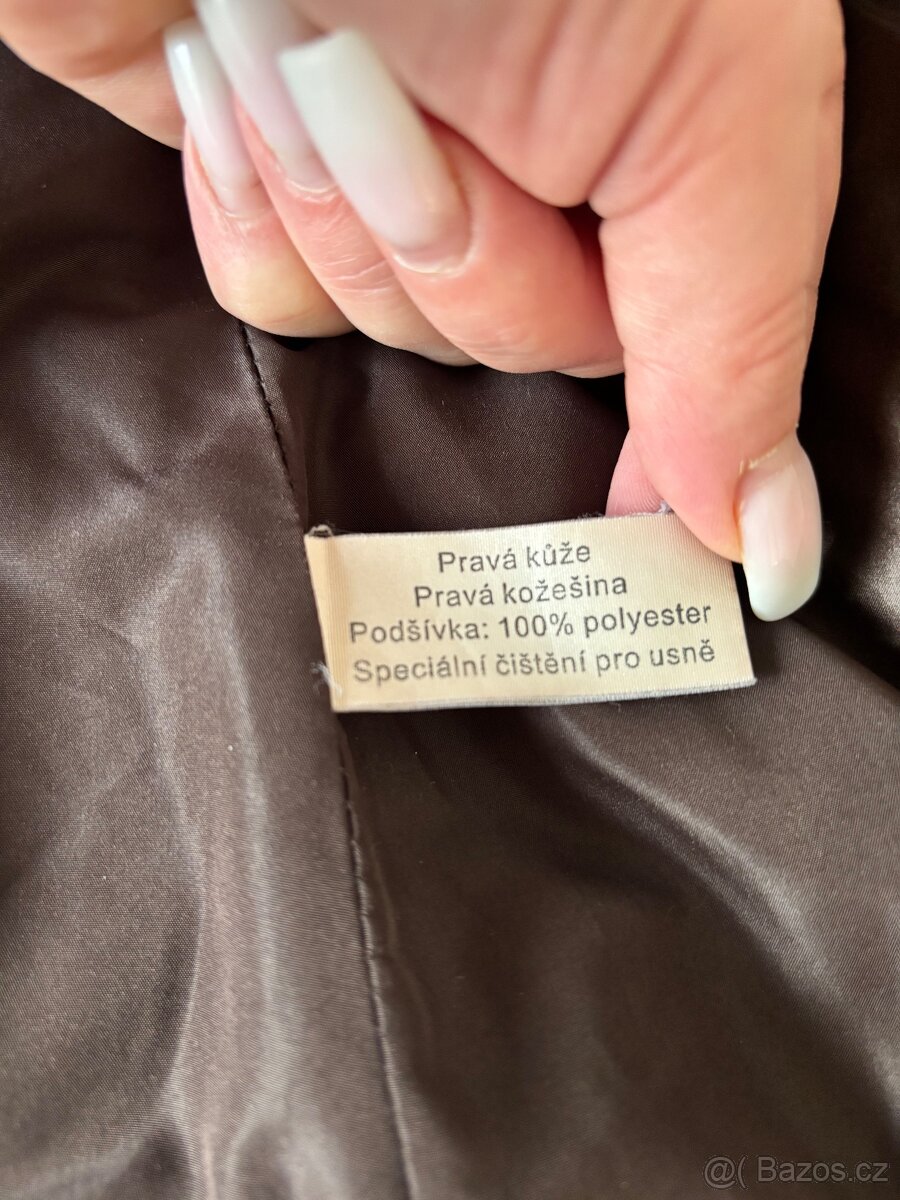 Pravá kůže
Pravá kožešina
Podšívka: 100% polyester
Speciální čištění pro usně
@( Bazos.cz